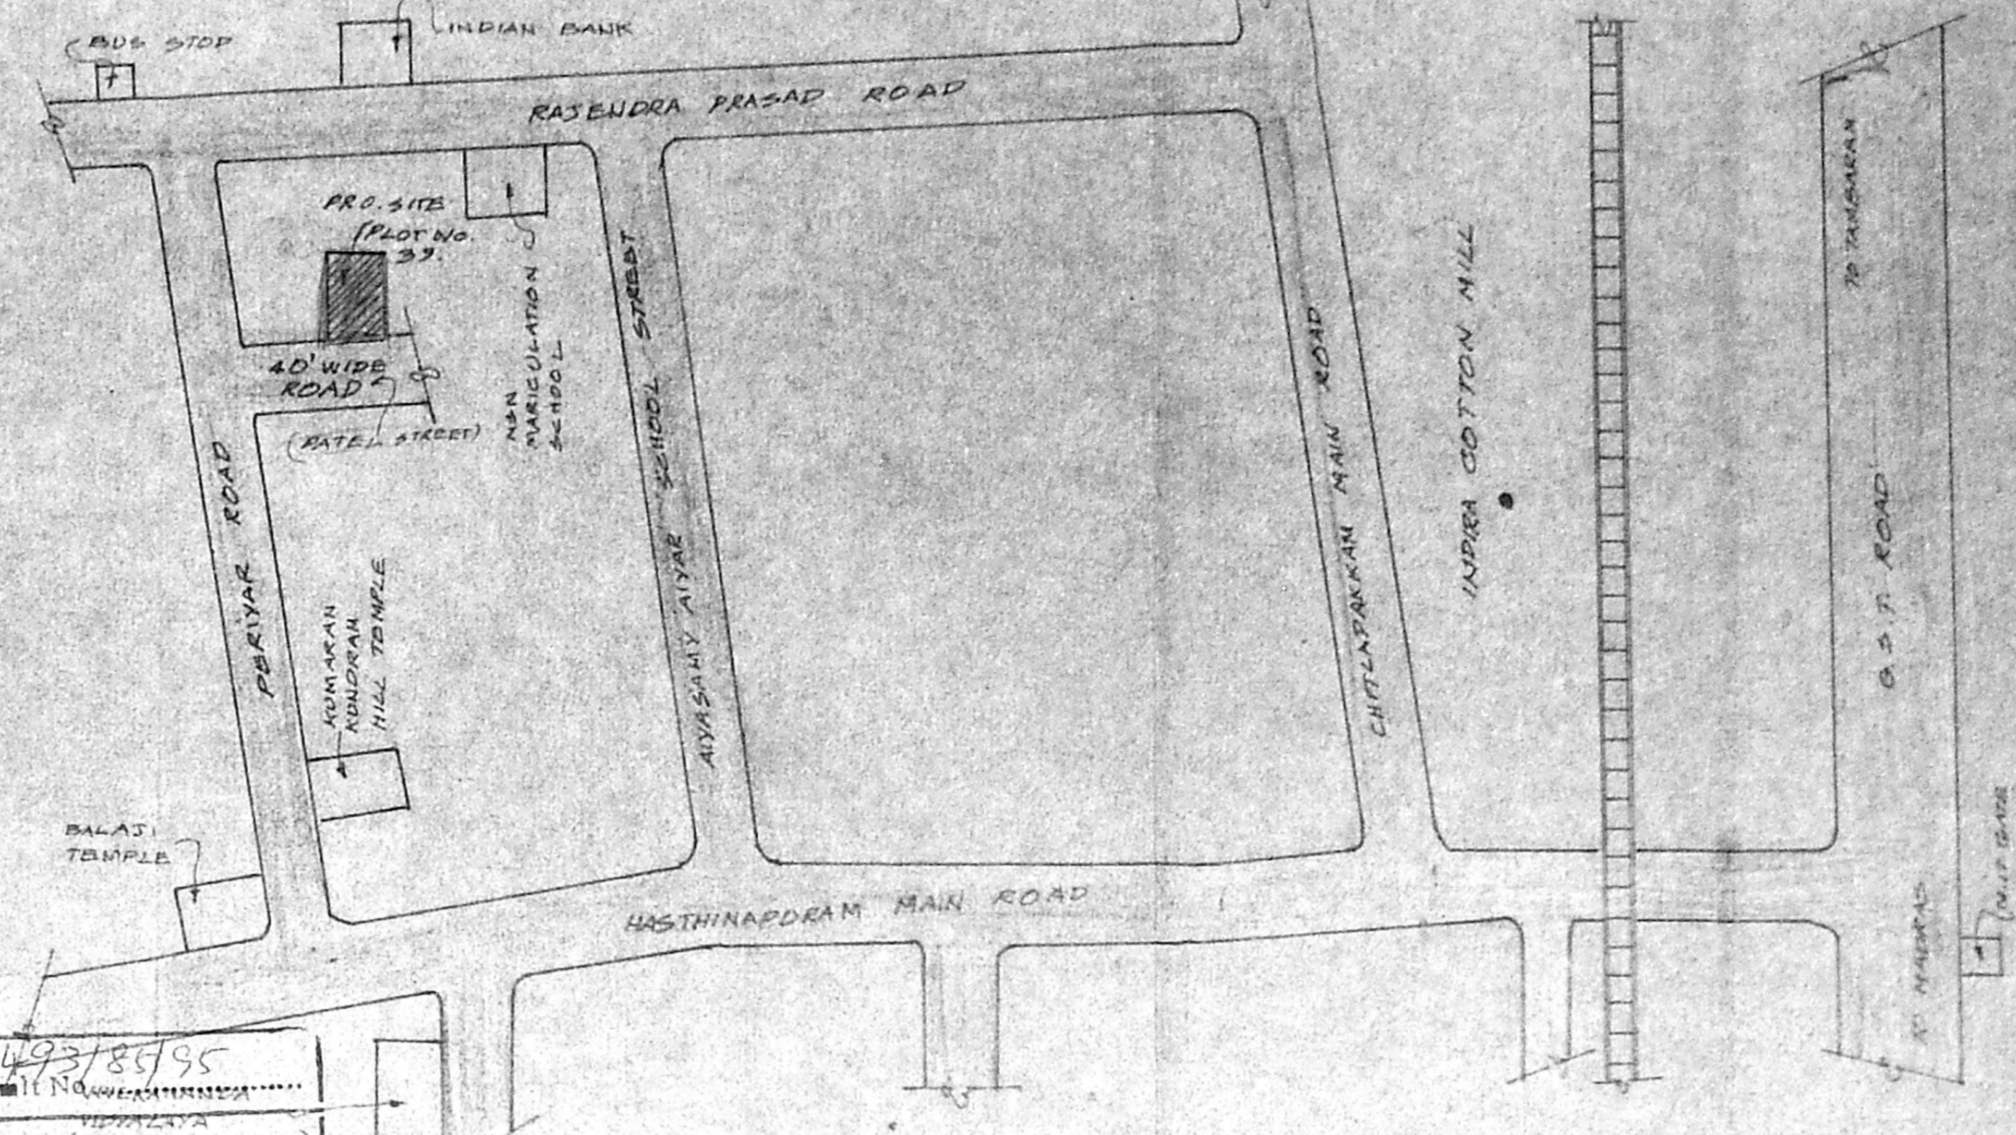 BUS STOP
INDIAN BANK
RAJENDRA PRASAD ROAD
PRO. SITE
PLOT NO.
39.
40' WIDE
ROAD
(PATEL STREET)
NSN
MARICULATION
SCHOOL
AIYASAMY AIYAR SCHOOL STREET
PERIYAR ROAD
KUMARAN
KUNDRAM
HILL TEMPLE
BALAJI
TEMPLE
CHITLAPAKKAM MAIN ROAD
INDIRA COTTON MILL
TO TAMBARAM
G.S.T. ROAD
TO MADRAS
HASTHINAPURAM MAIN ROAD
493/85/95
VIDYALAYA